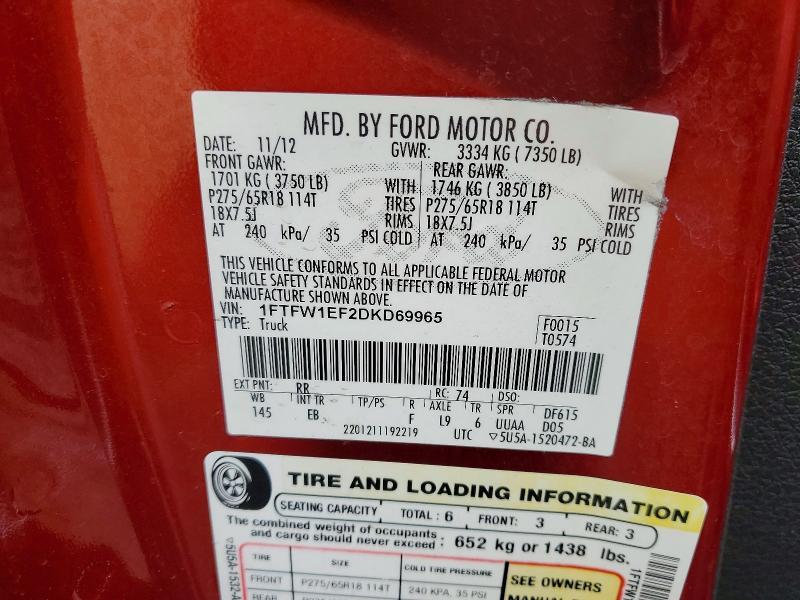 MFD. BY FORD MOTOR CO.
DATE: 11/12 GVWR: 3334 KG ( 7350 LB)
FRONT GAWR: REAR GAWR:
1701 KG ( 3750 LB) WITH 1746 KG ( 3850 LB) WITH
P275/65R18 114T TIRES P275/65R18 114T TIRES
18X7.5J RIMS 18X7.5J RIMS
AT 240 kPa/ 35 PSI COLD AT 240 kPa/ 35 PSI COLD
THIS VEHICLE CONFORMS TO ALL APPLICABLE FEDERAL MOTOR
VEHICLE SAFETY STANDARDS IN EFFECT ON THE DATE OF
MANUFACTURE SHOWN ABOVE.
VIN: 1FTFW1EF2DKD69965 F0015
TYPE: Truck T0574
EXT PNT: RR RC: 74 DSO:
WB INT TR TP/PS R AXLE TR SPR DF615
145 EB F L9 6 UUAA D05
2201211192219 UTC ▽5U5A-1520472-BA
TIRE AND LOADING INFORMATION
SEATING CAPACITY TOTAL : 6 FRONT: 3 REAR: 3
The combined weight of occupants
and cargo should never exceed : 652 kg or 1438 lbs.
TIRE SIZE COLD TIRE PRESSURE
FRONT P275/65R18 114T 240 KPA, 35 PSI
SEE OWNERS
REAR
▽5U5A-1532-A
1FTFW